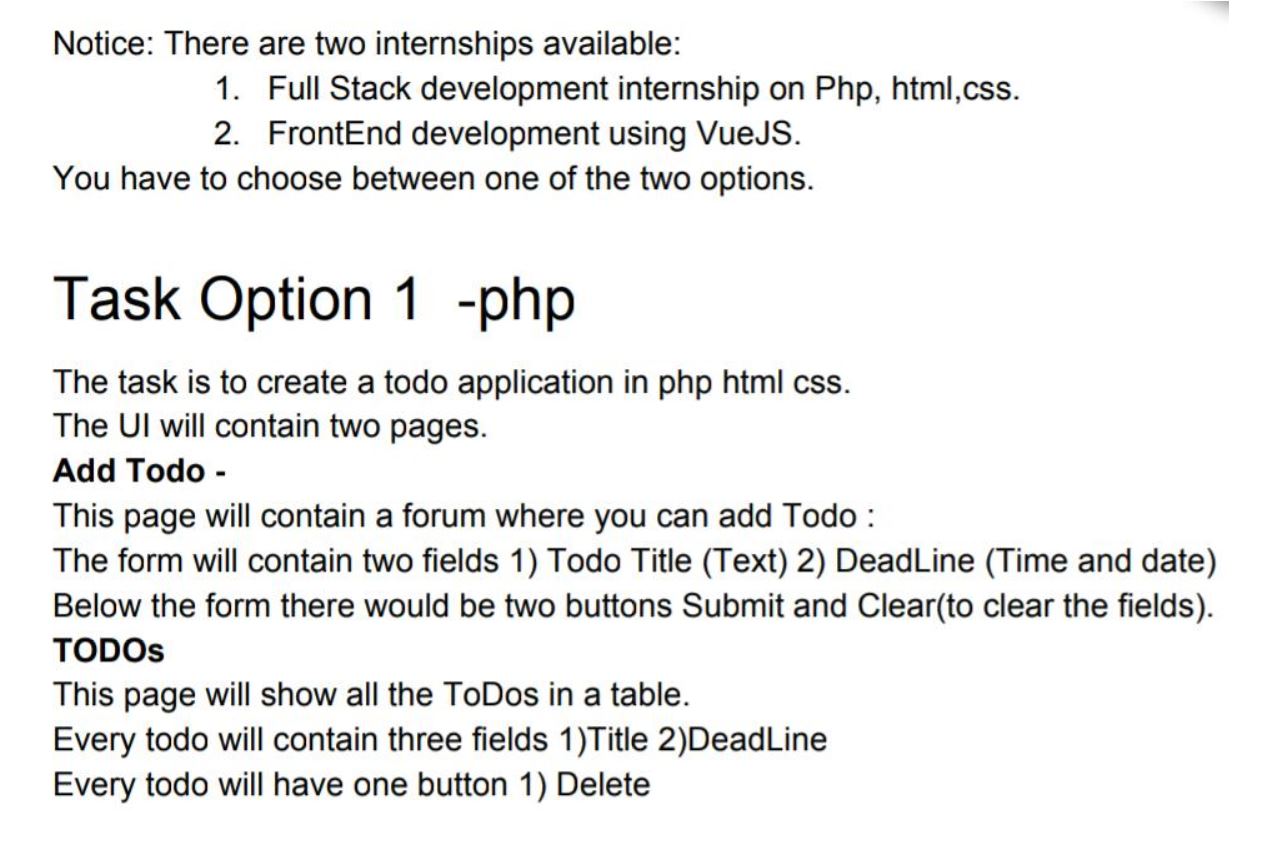 Notice: There are two internships available:
1. Full Stack development internship on Php, html,css.
2. FrontEnd development using VueJS.
You have to choose between one of the two options.
Task Option 1 -php
The task is to create a todo application in php html css.
The UI will contain two pages.
Add Todo -
This page will contain a forum where you can add Todo :
The form will contain two fields 1) Todo Title (Text) 2) DeadLine (Time and date)
Below the form there would be two buttons Submit and Clear(to clear the fields).
TODOs
This page will show all the ToDos in a table.
Every todo will contain three fields 1)Title 2)DeadLine
Every todo will have one button 1) Delete